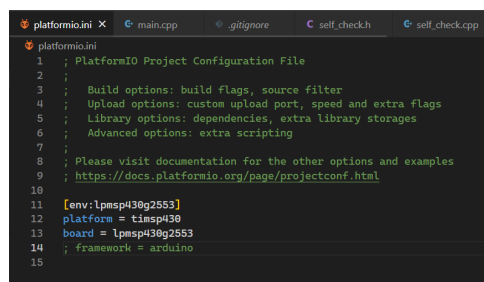 platformio.ini main.cpp .gitignore self_check.h self_check.cpp
platformio.ini
1 ; PlatformIO Project Configuration File
2 ;
3 ;   Build options: build flags, source filter
4 ;   Upload options: custom upload port, speed and extra flags
5 ;   Library options: dependencies, extra library storages
6 ;   Advanced options: extra scripting
7 ;
8 ; Please visit documentation for the other options and examples
9 ; https://docs.platformio.org/page/projectconf.html
10
11 [env:lpmsp430g2553]
12 platform = timsp430
13 board = lpmsp430g2553
14 ; framework = arduino
15